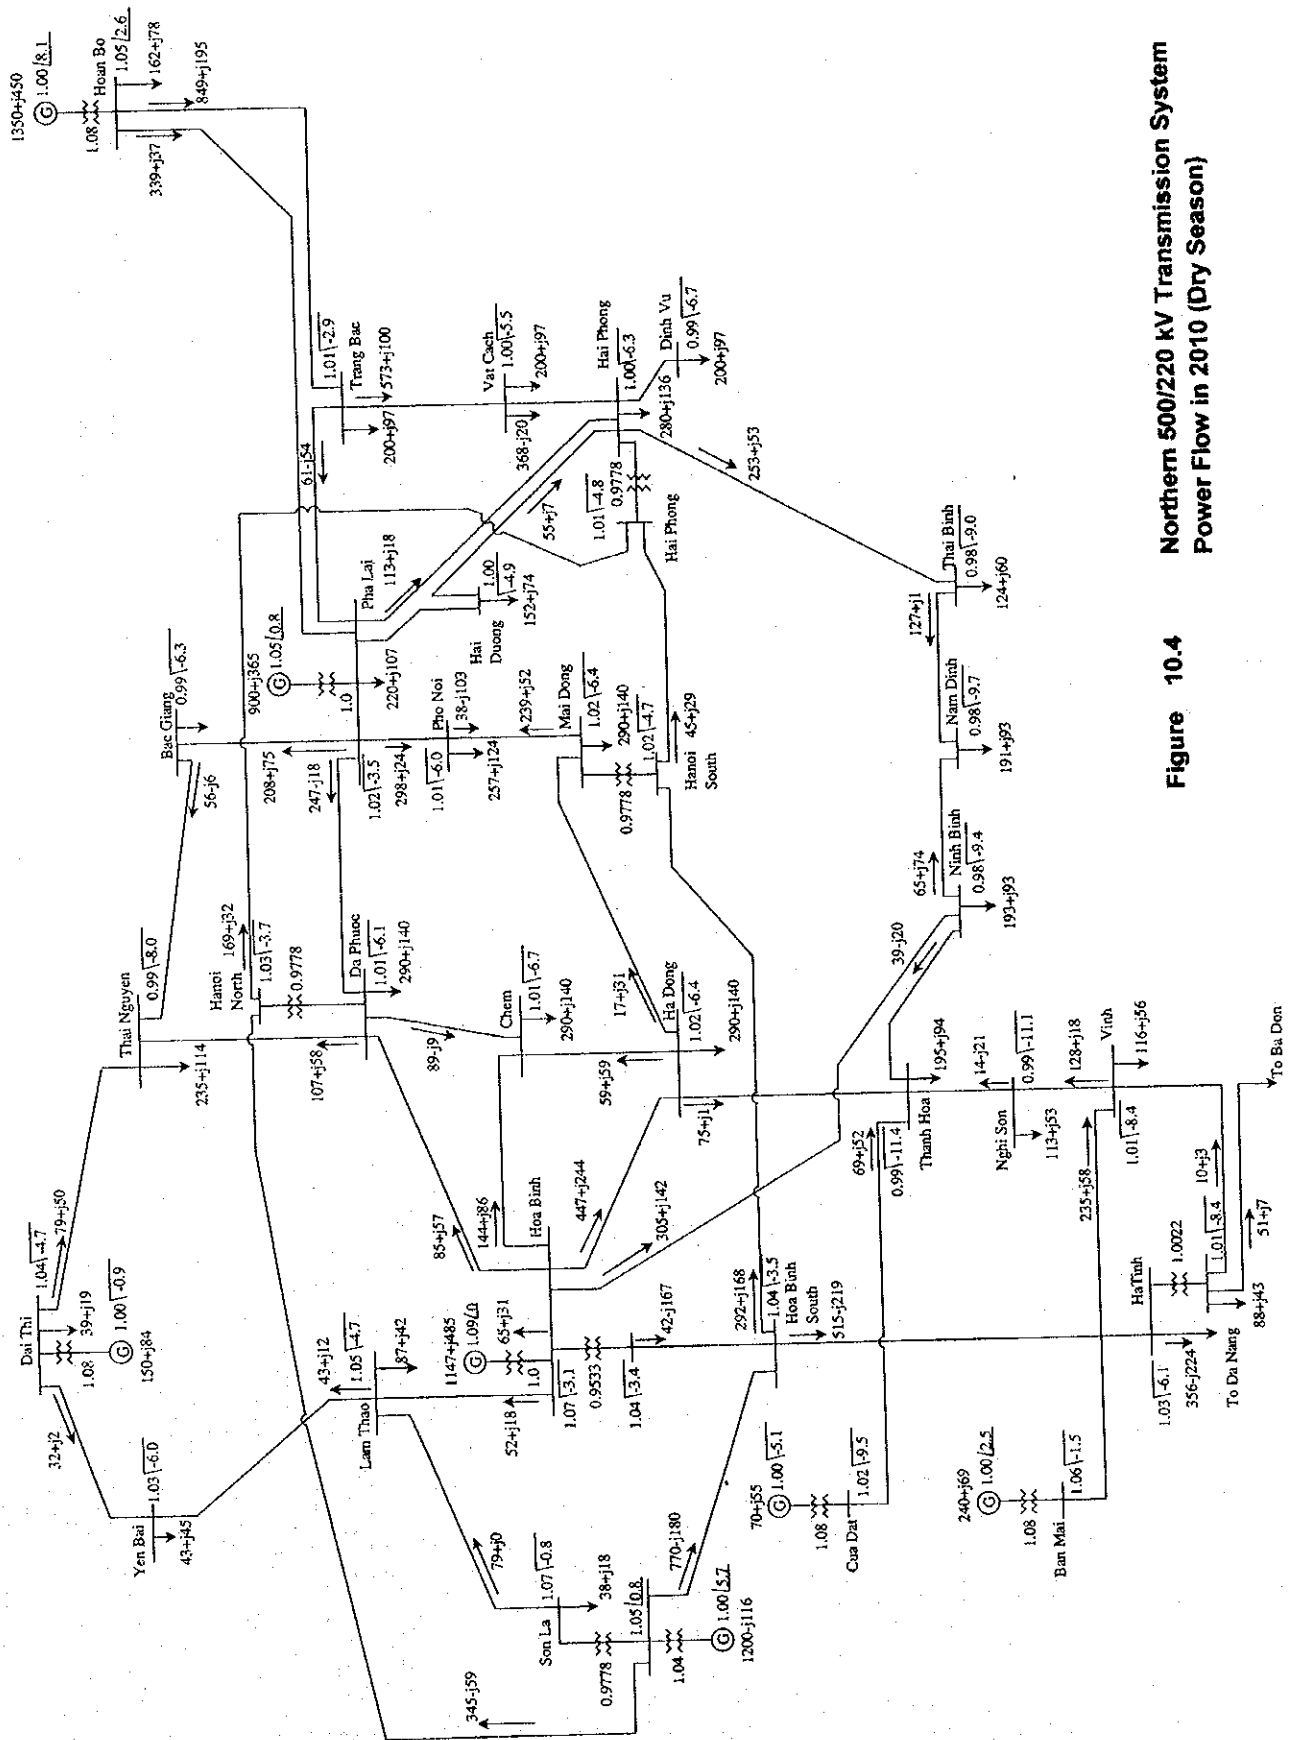 1350+j450
G 1.00/8.1
1.08
Hoan Bo
1.05/2.6
162+j78
849+j195
339+j37
1.01\-2.9
Trang Bac
573+j100
200+j97
61-j54
Vat Cach
1.00\-5.5
200+j97
368-j20
Hai Phong
1.00\-6.3
280+j136
Dinh Vu
0.99\-6.7
200+j97
253+j53
0.9778
1.01\-4.8
Hai Phong
55+j7
Pha Lai
113+j18
1.00
\-4.9
152+j74
Hai
Duong
900+j365
G 1.05/0.8
1.0
220+j107
Bac Giang
0.99\-6.3
56-j6
208+j75
247-j18
1.02\-3.5
298+j24
Pho Noi
38-j103
1.01\-6.0
257+j124
239+j52
Mai Dong
1.02\-6.4
290+j140
0.9778
1.02\-4.7
Hanoi
South
45+j29
Thai Binh
0.98\-9.0
124+j60
127+j1
Nam Dinh
0.98\-9.7
191+j93
65+j74
Ninh Binh
0.98\-9.4
193+j93
39-j20
Thai Nguyen
0.99\-8.0
235+j114
Hanoi
North
169+j32
1.03\-3.7
0.9778
Da Phuoc
1.01\-6.1
290+j140
107+j58
89-j9
Chem
1.01\-6.7
290+j140
17+j31
Ha Dong
1.02\-6.4
290+j140
59+j59
75+j1
Dai Thi
1.04\-4.7
79+j50
39+j19
1.08
G 1.00\-0.9
150+j84
32+j2
Yen Bai
1.03\-6.0
43+j45
43+j12
1.05\-4.7
Lam Thao
87+j42
85+j57
144+j86
Hoa Binh
447+j244
305+j142
1147+j485
G 1.09/0
65+j31
1.0
52+j18
1.07\-3.1
0.9533
1.04\-3.4
42-j167
79+j0
Son La
1.07\-0.8
38+j18
0.9778
1.05/0.8
1.04
G 1.00/5.7
1200-j116
345-j59
770-j180
292+j168
1.04\-3.5
Hoa Binh
South
515-j219
70+j55
G 1.00\-5.1
1.08
Cua Dat
1.02\-9.5
69+j52
0.99\-11.4
Thanh Hoa
195+j94
14-j21
Nghi Son
0.99\-11.1
113+j53
128+j18
Vinh
1.01\-8.4
116+j56
235+j58
240+j69
G 1.00/2.5
1.08
Ban Mai
1.06\-1.5
HaTinh
1.03\-6.1
356-j224
To Da Nang
1.0022
1.01\-8.4
10+j3
51+j7
88+j43
To Ba Don
Figure 10.4 Northern 500/220 kV Transmission System
Power Flow in 2010 (Dry Season)